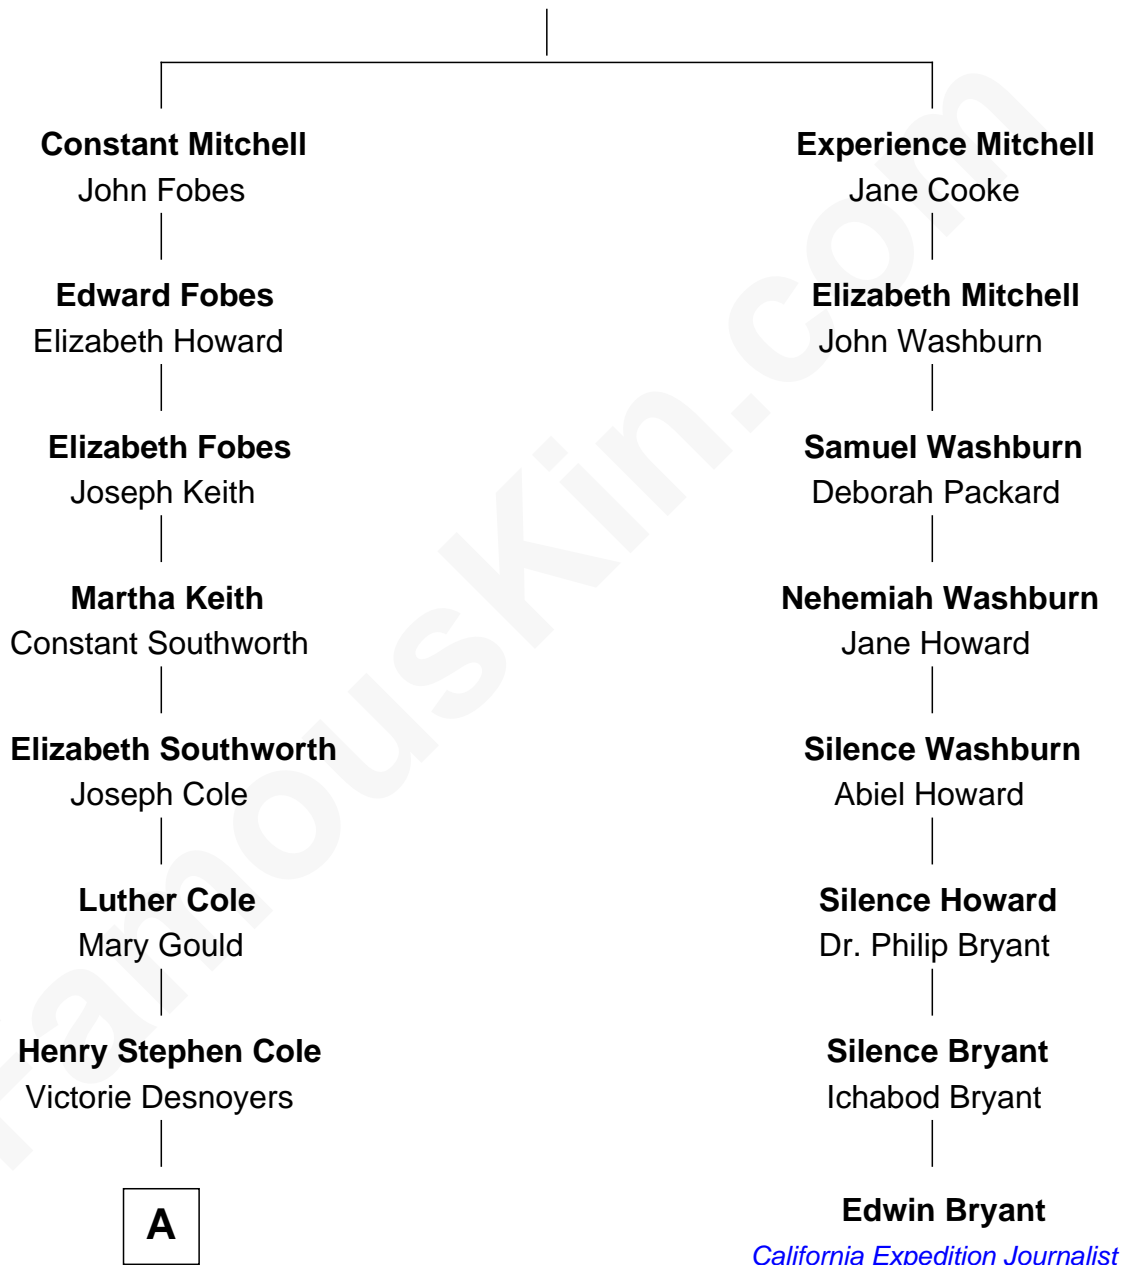 Constant Mitchell
John Fobes
Edward Fobes
Elizabeth Howard
Elizabeth Fobes
Joseph Keith
Martha Keith
Constant Southworth
Elizabeth Southworth
Joseph Cole
Luther Cole
Mary Gould
Henry Stephen Cole
Victorie Desnoyers
A
Experience Mitchell
Jane Cooke
Elizabeth Mitchell
John Washburn
Samuel Washburn
Deborah Packard
Nehemiah Washburn
Jane Howard
Silence Washburn
Abiel Howard
Silence Howard
Dr. Philip Bryant
Silence Bryant
Ichabod Bryant
Edwin Bryant
California Expedition Journalist
FamousKin.com